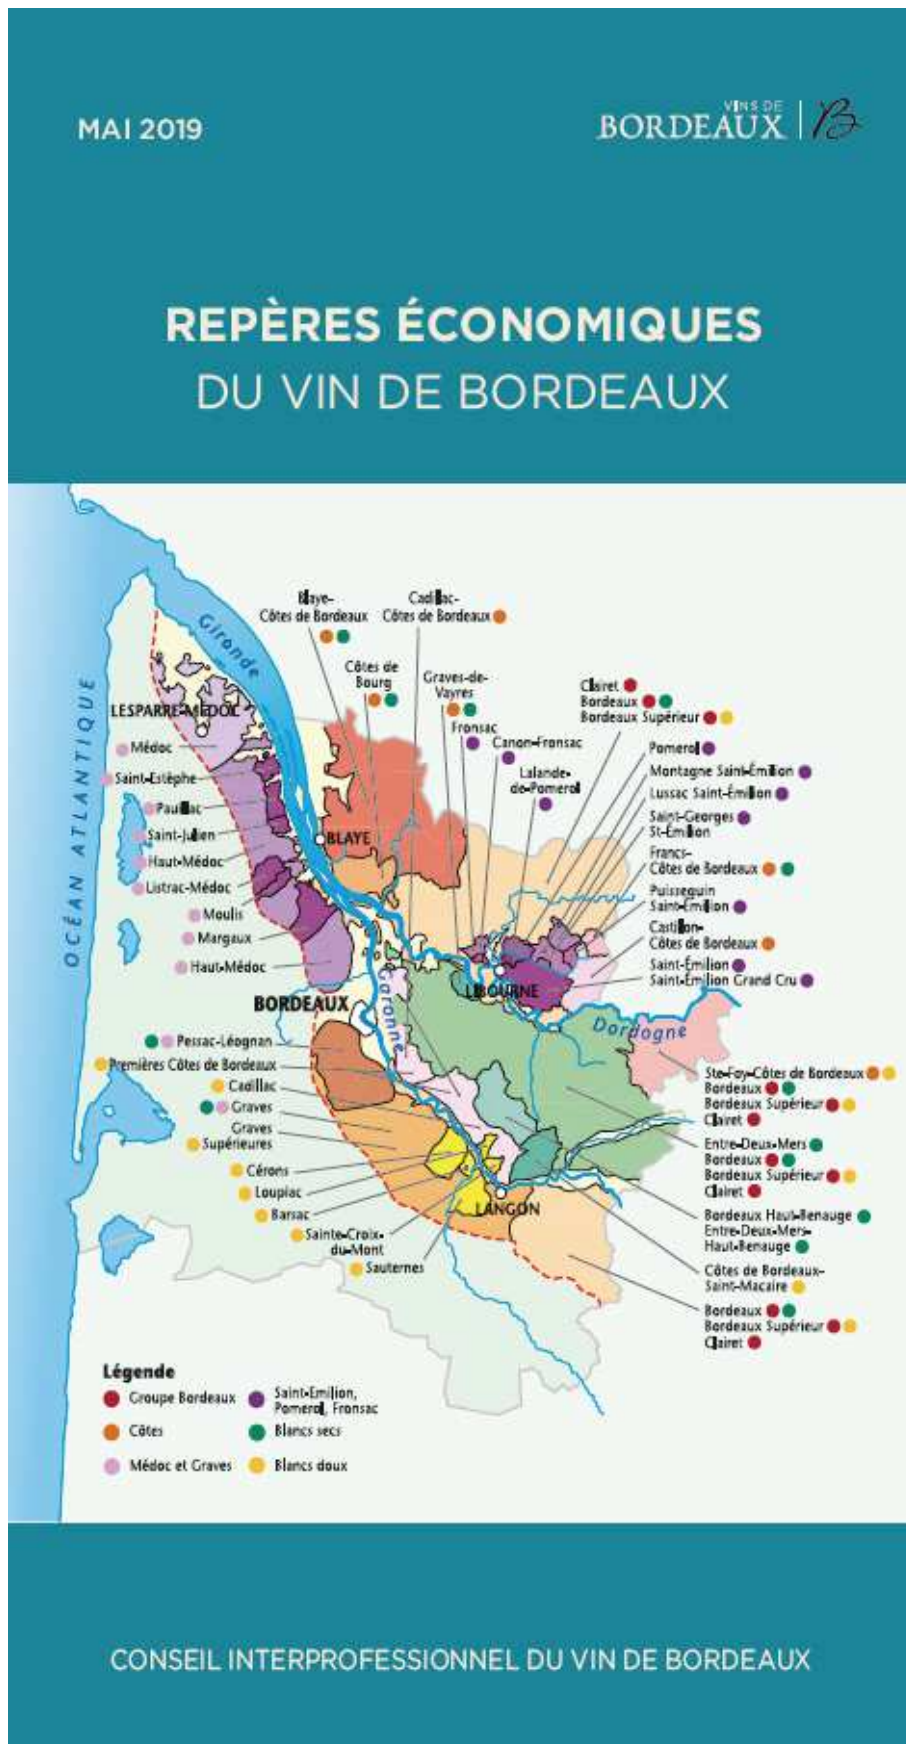 MAI 2019
VINS DE
BORDEAUX
REPÈRES ÉCONOMIQUES
DU VIN DE BORDEAUX
Blaye-
Côtes de Bordeaux
Cadillac-
Côtes de Bordeaux
Gironde
Côtes de
Bourg
Graves-de-
Vayres
Fronsac
Canon-Fronsac
Lalande-
de-Pomerol
Clairet
Bordeaux
Bordeaux Supérieur
Pomerol
Montagne Saint-Émilion
Lussac Saint-Émilion
Saint-Georges
St-Émilion
Francs-
Côtes de Bordeaux
Puisseguin
Saint-Émilion
Castillon-
Côtes de Bordeaux
Saint-Émilion
Saint-Émilion Grand Cru
OCÉAN ATLANTIQUE
LESPARRE-MÉDOC
Médoc
Saint-Estèphe
Pauillac
Saint-Julien
BLAYE
Haut-Médoc
Listrac-Médoc
Moulis
Margaux
Haut-Médoc
LIBOURNE
BORDEAUX
Garonne
Dordogne
Pessac-Léognan
Premières Côtes de Bordeaux
Cadillac
Graves
Graves
Supérieures
Cérons
Loupiac
Barsac
Sainte-Croix-
du-Mont
Sauternes
LANGON
Ste-Foy-Côtes de Bordeaux
Bordeaux
Bordeaux Supérieur
Clairet
Entre-Deux-Mers
Bordeaux
Bordeaux Supérieur
Clairet
Bordeaux Haut-Benauge
Entre-Deux-Mers-
Haut-Benauge
Côtes de Bordeaux-
Saint-Macaire
Bordeaux
Bordeaux Supérieur
Clairet
Légende
Groupe Bordeaux
Saint-Emilion,
Pomerol, Fronsac
Côtes
Blancs secs
Médoc et Graves
Blancs doux
CONSEIL INTERPROFESSIONNEL DU VIN DE BORDEAUX